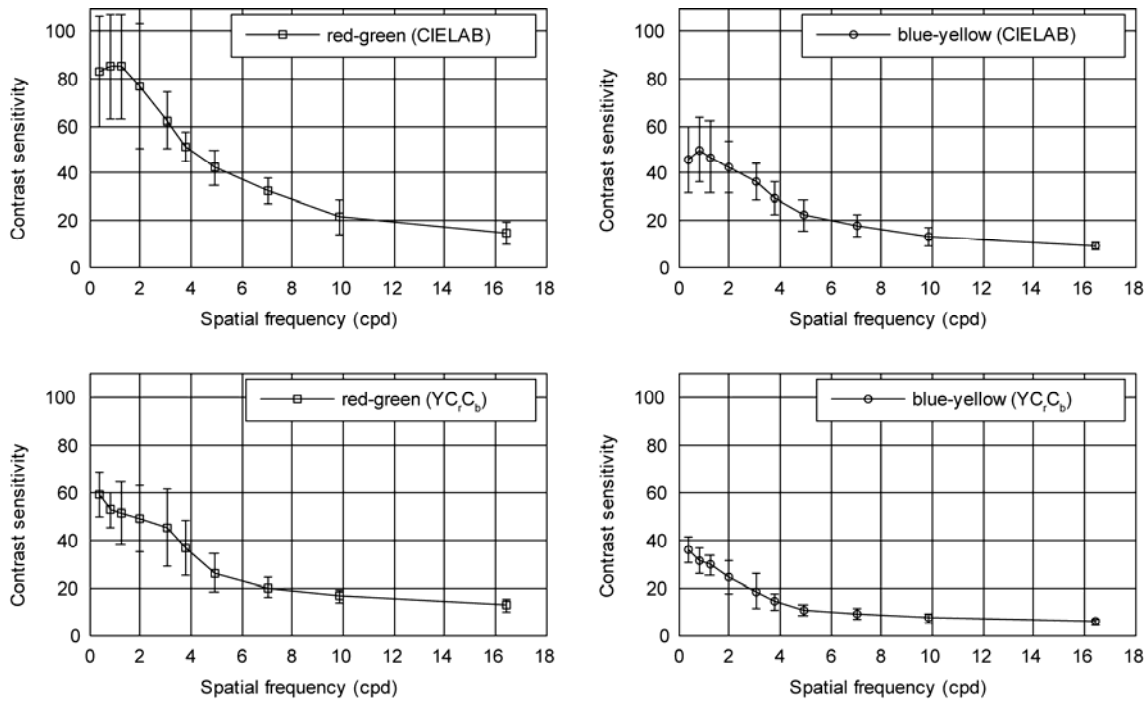 100
80
60
40
20
0
Contrast sensitivity
red-green (CIELAB)
0 2 4 6 8 10 12 14 16 18
Spatial frequency (cpd)
100
80
60
40
20
0
Contrast sensitivity
blue-yellow (CIELAB)
0 2 4 6 8 10 12 14 16 18
Spatial frequency (cpd)
100
80
60
40
20
0
Contrast sensitivity
red-green (YCrCb)
0 2 4 6 8 10 12 14 16 18
Spatial frequency (cpd)
100
80
60
40
20
0
Contrast sensitivity
blue-yellow (YCrCb)
0 2 4 6 8 10 12 14 16 18
Spatial frequency (cpd)